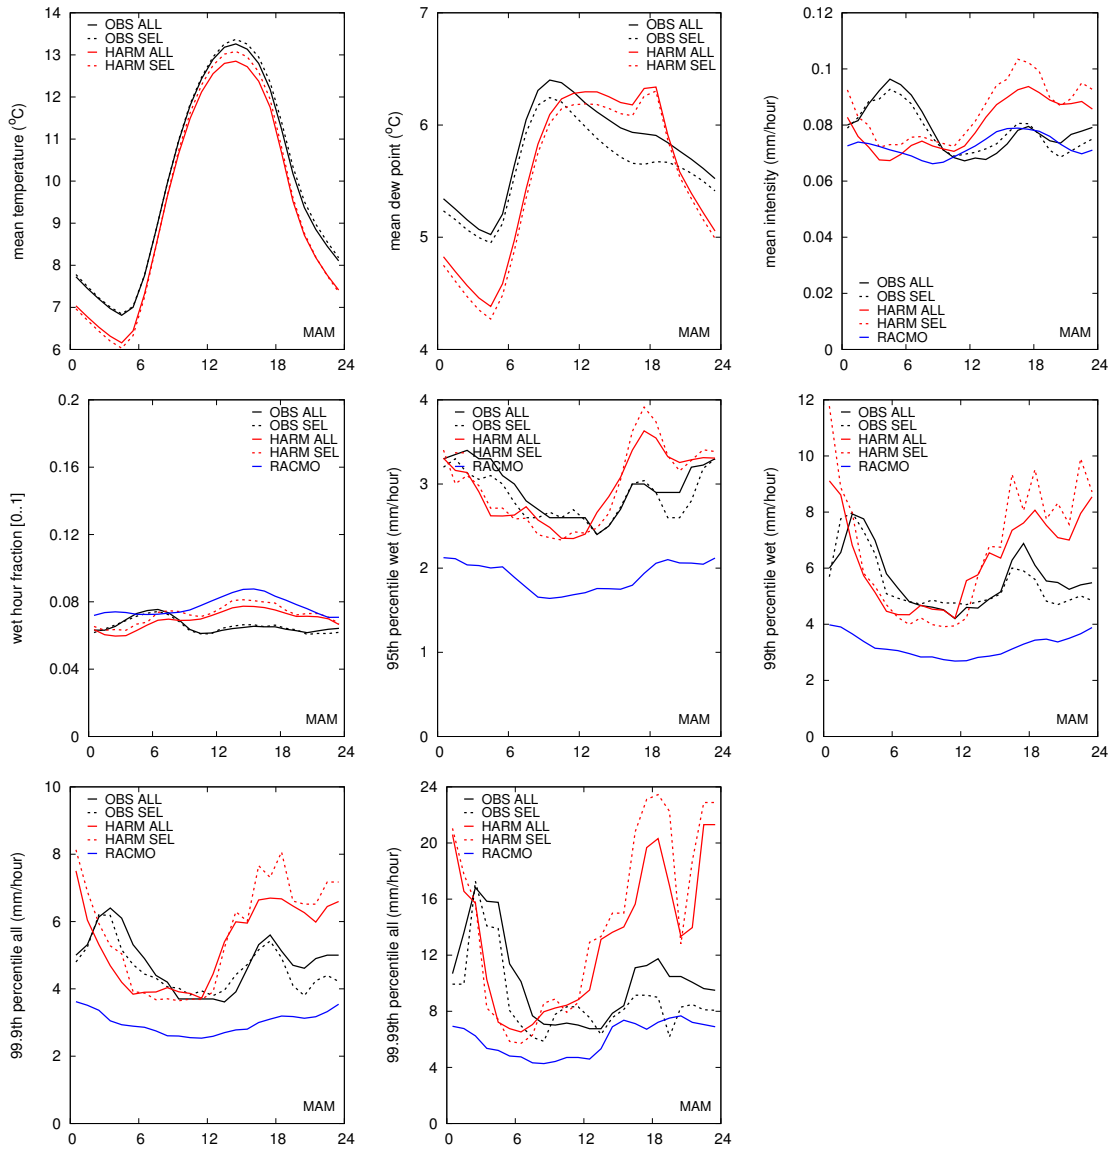 mean temperature (°C)
14
13
12
11
10
9
8
7
6
OBS ALL
OBS SEL
HARM ALL
HARM SEL
MAM
0 6 12 18 24
mean dew point (°C)
7
6
5
4
OBS ALL
OBS SEL
HARM ALL
HARM SEL
MAM
0 6 12 18 24
mean intensity (mm/hour)
0.12
0.1
0.08
0.06
0.04
0.02
0
OBS ALL
OBS SEL
HARM ALL
HARM SEL
RACMO
MAM
0 6 12 18 24
wet hour fraction [0..1]
0.2
0.16
0.12
0.08
0.04
0
OBS ALL
OBS SEL
HARM ALL
HARM SEL
RACMO
MAM
0 6 12 18 24
95th percentile wet (mm/hour)
4
3
2
1
0
OBS ALL
OBS SEL
HARM ALL
HARM SEL
RACMO
MAM
0 6 12 18 24
99th percentile wet (mm/hour)
12
10
8
6
4
2
0
OBS ALL
OBS SEL
HARM ALL
HARM SEL
RACMO
MAM
0 6 12 18 24
99.9th percentile all (mm/hour)
10
8
6
4
2
0
OBS ALL
OBS SEL
HARM ALL
HARM SEL
RACMO
MAM
0 6 12 18 24
99.99th percentile all (mm/hour)
24
20
16
12
8
4
0
OBS ALL
OBS SEL
HARM ALL
HARM SEL
RACMO
MAM
0 6 12 18 24